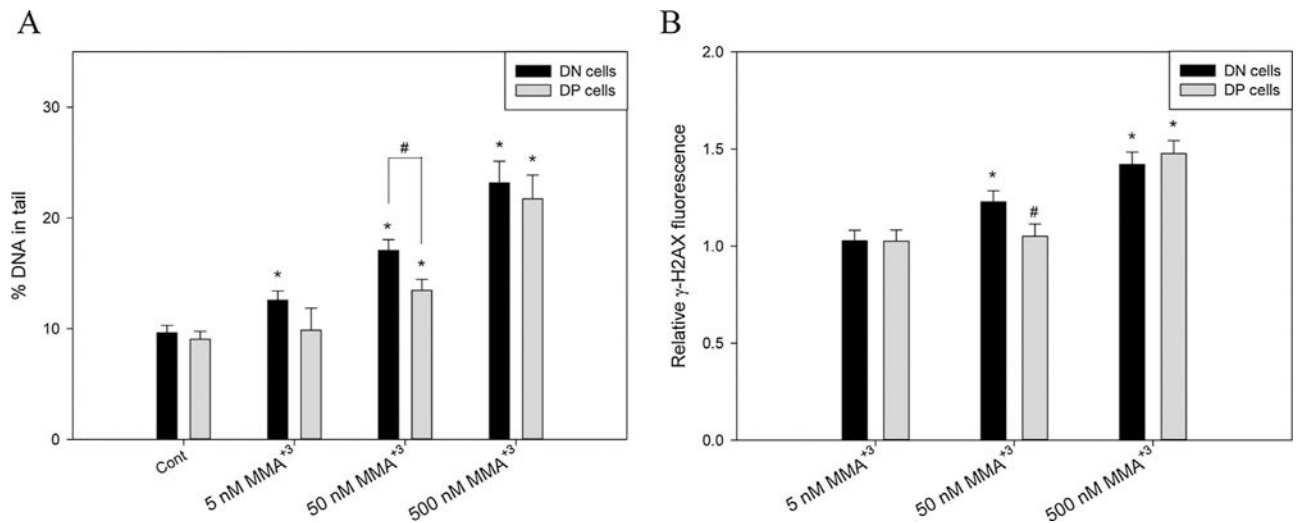 A
DN cells
DP cells
% DNA in tail
30
20
10
0
#
*
*
*
*
*
Cont
5 nM MMA⁺³
50 nM MMA⁺³
500 nM MMA⁺³
B
DN cells
DP cells
Relative γ-H2AX fluorescence
2.0
1.5
1.0
0.5
0.0
*
#
*
*
5 nM MMA⁺³
50 nM MMA⁺³
500 nM MMA⁺³